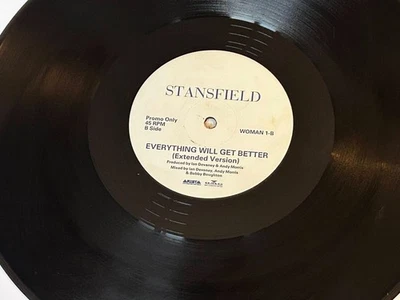 STANSFIELD
Promo Only
45 RPM
B Side
WOMAN 1-B
EVERYTHING WILL GET BETTER
(Extended Version)
Produced by Ian Devaney & Andy Morris
Mixed by Ian Devaney, Andy Morris
& Bobby Boughton
ARISTA